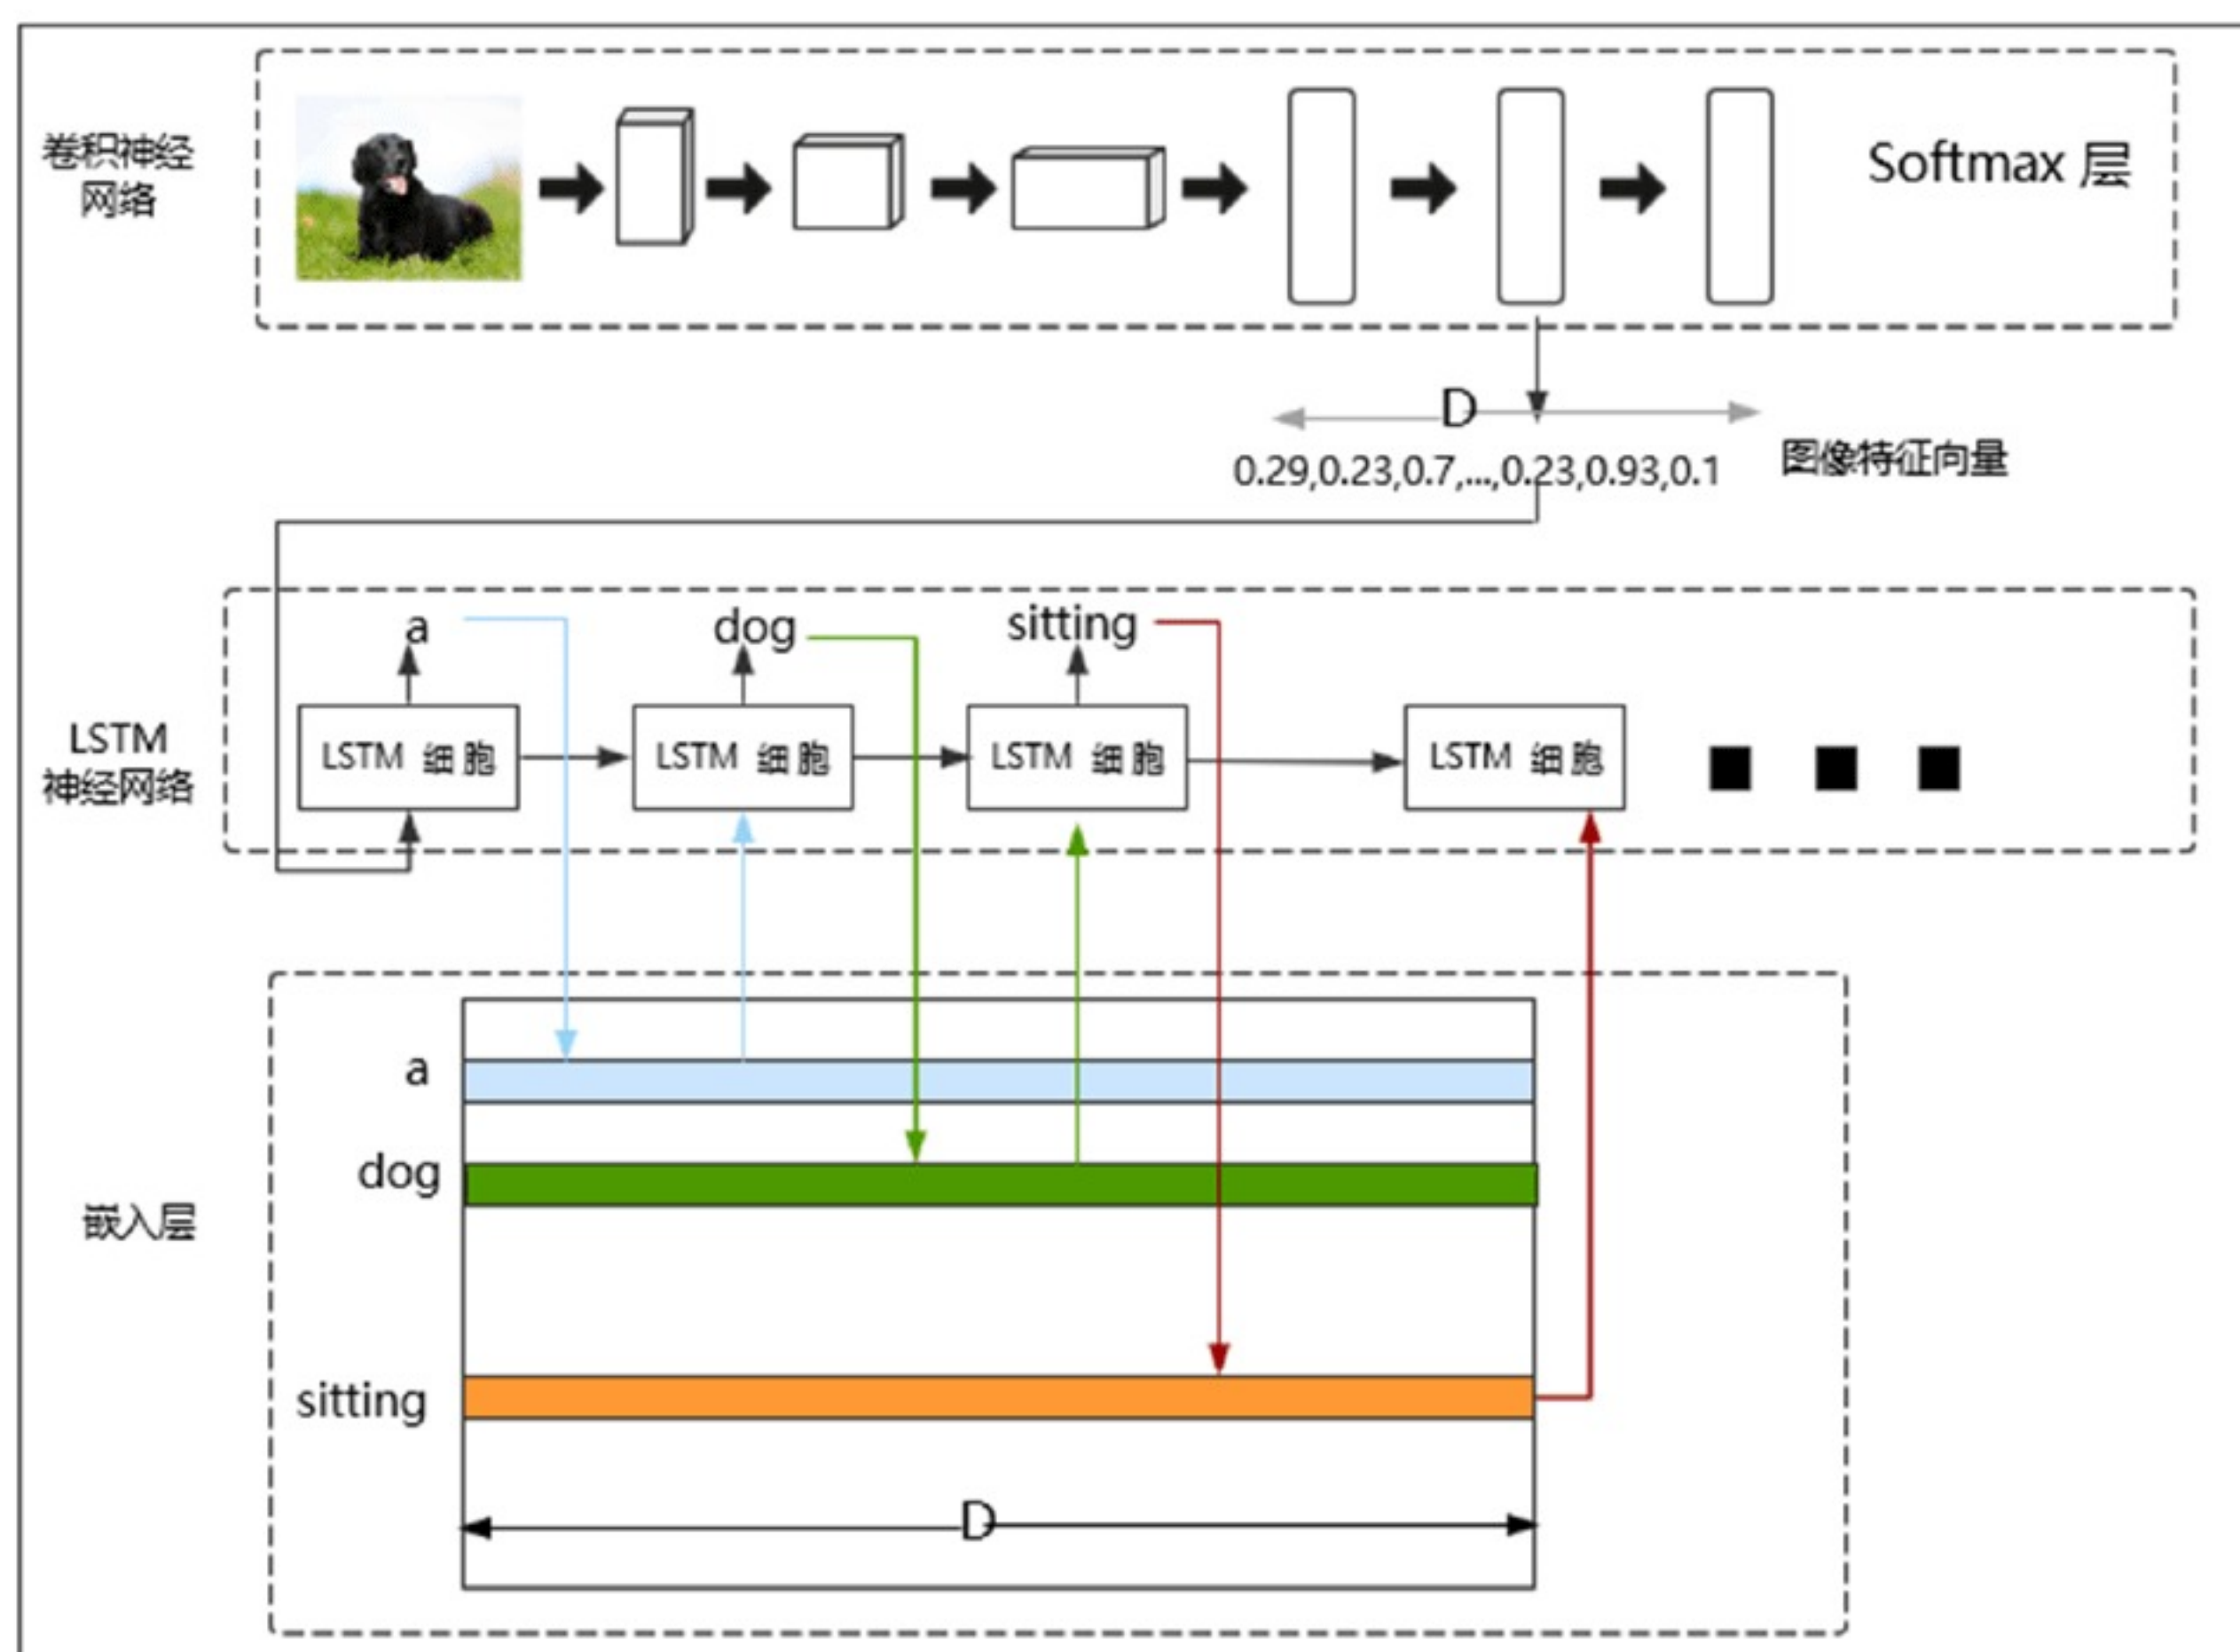 卷积神经
网络
Softmax 层
D
0.29,0.23,0.7,...,0.23,0.93,0.1
图像特征向量
a
dog
sitting
LSTM
神经网络
LSTM 细胞
LSTM 细胞
LSTM 细胞
LSTM 细胞
嵌入层
a
dog
sitting
D